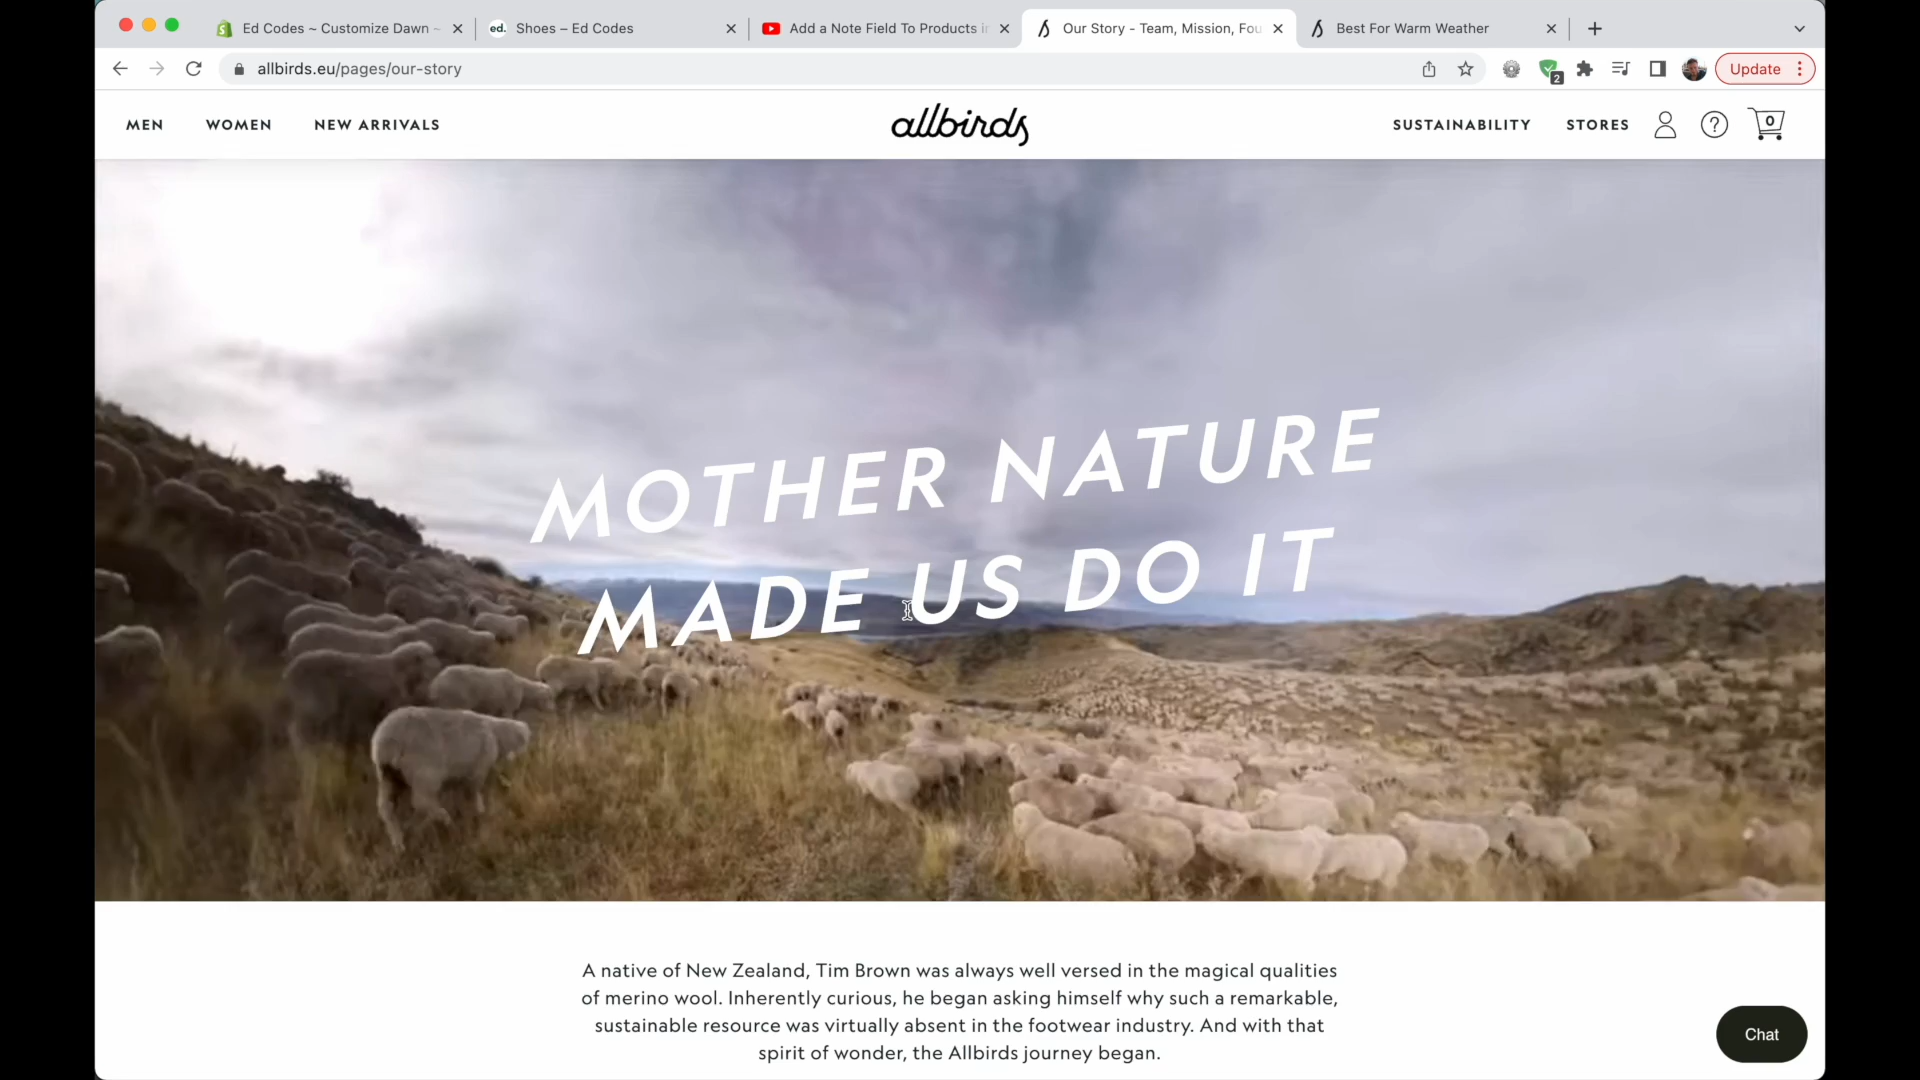 Ed Codes ~ Customize Dawn ~
ed. Shoes – Ed Codes
Add a Note Field To Products in
Our Story - Team, Mission, Fou
Best For Warm Weather
allbirds.eu/pages/our-story
2
Update
MEN
WOMEN
NEW ARRIVALS
allbirds
SUSTAINABILITY
STORES
?
0
MOTHER NATURE
MADE US DO IT
A native of New Zealand, Tim Brown was always well versed in the magical qualities
of merino wool. Inherently curious, he began asking himself why such a remarkable,
sustainable resource was virtually absent in the footwear industry. And with that
spirit of wonder, the Allbirds journey began.
Chat